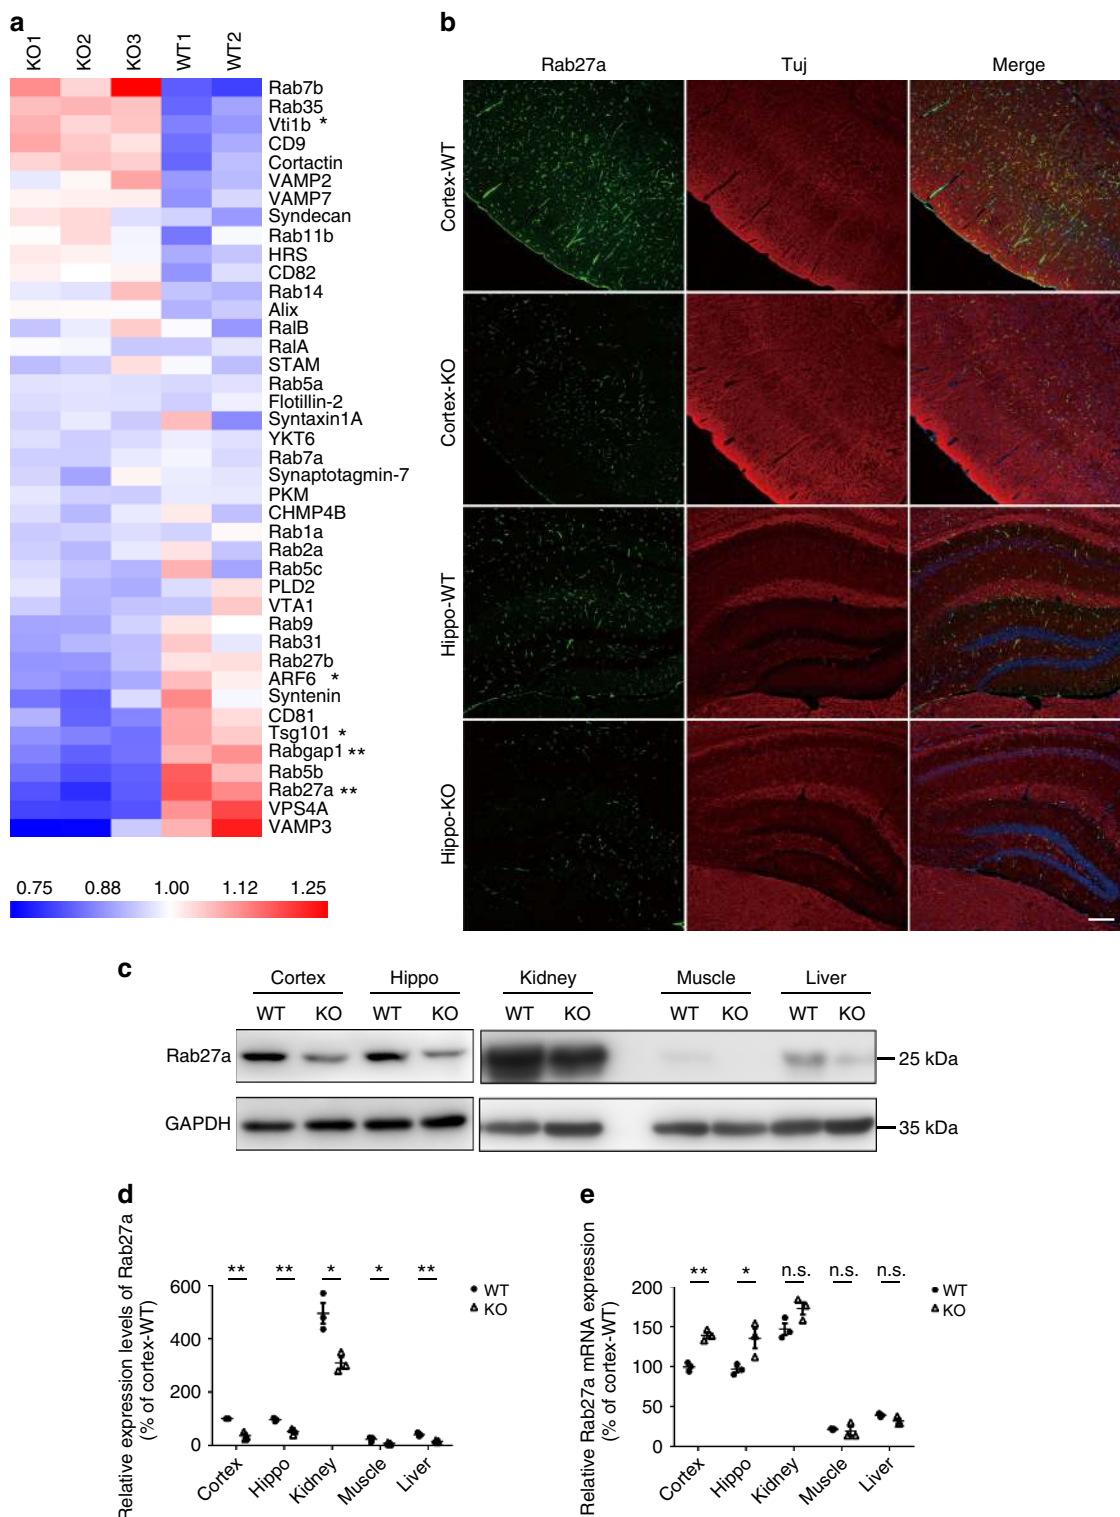 a
KO1 KO2 KO3 WT1 WT2
Rab7b
Rab35
Vti1b *
CD9
Cortactin
VAMP2
VAMP7
Syndecan
Rab11b
HRS
CD82
Rab14
Alix
RalB
RalA
STAM
Rab5a
Flotillin-2
Syntaxin1A
YKT6
Rab7a
Synaptotagmin-7
PKM
CHMP4B
Rab1a
Rab2a
Rab5c
PLD2
VTA1
Rab9
Rab31
Rab27b
ARF6 *
Syntenin
CD81
Tsg101 *
Rabgap1 **
Rab5b
Rab27a **
VPS4A
VAMP3
0.75 0.88 1.00 1.12 1.25
b
Rab27a Tuj Merge
Cortex-WT
Cortex-KO
Hippo-WT
Hippo-KO
c
Cortex Hippo Kidney Muscle Liver
WT KO WT KO WT KO WT KO WT KO
Rab27a 25 kDa
GAPDH 35 kDa
d
Relative expression levels of Rab27a
(% of cortex-WT)
600
400
200
0
** ** * * **
WT
KO
Cortex Hippo Kidney Muscle Liver
e
Relative Rab27a mRNA expression
(% of cortex-WT)
200
150
100
50
0
** * n.s. n.s. n.s.
WT
KO
Cortex Hippo Kidney Muscle Liver